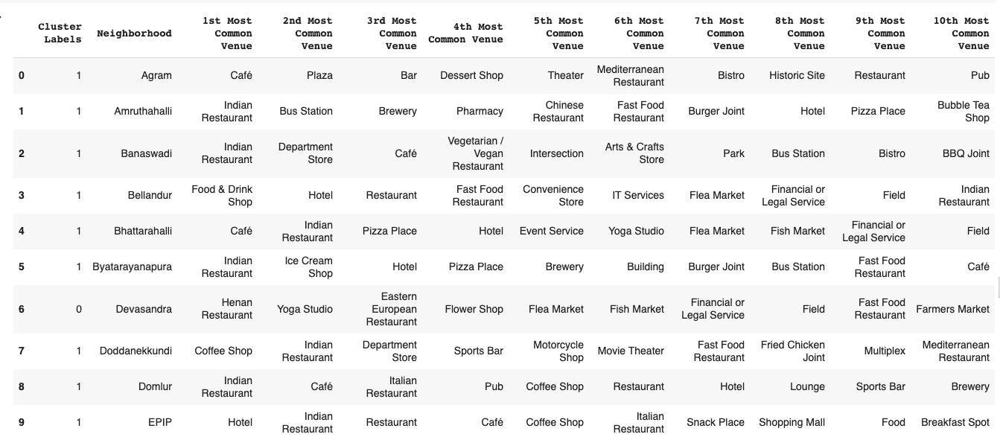 Cluster Labels Neighborhood 1st Most Common Venue 2nd Most Common Venue 3rd Most Common Venue 4th Most Common Venue 5th Most Common Venue 6th Most Common Venue 7th Most Common Venue 8th Most Common Venue 9th Most Common Venue 10th Most Common Venue
0 1 Agram Café Plaza Bar Dessert Shop Theater Mediterranean Restaurant Bistro Historic Site Restaurant Pub
1 1 Amruthahalli Indian Restaurant Bus Station Brewery Pharmacy Chinese Restaurant Fast Food Restaurant Burger Joint Hotel Pizza Place Bubble Tea Shop
2 1 Banaswadi Indian Restaurant Department Store Café Vegetarian / Vegan Restaurant Intersection Arts & Crafts Store Park Bus Station Bistro BBQ Joint
3 1 Bellandur Food & Drink Shop Hotel Restaurant Fast Food Restaurant Convenience Store IT Services Flea Market Financial or Legal Service Field Indian Restaurant
4 1 Bhattarahalli Café Indian Restaurant Pizza Place Hotel Event Service Yoga Studio Flea Market Fish Market Financial or Legal Service Field
5 1 Byatarayanapura Indian Restaurant Ice Cream Shop Hotel Pizza Place Brewery Building Burger Joint Bus Station Fast Food Restaurant Café
6 0 Devasandra Henan Restaurant Yoga Studio Eastern European Restaurant Flower Shop Flea Market Fish Market Financial or Legal Service Field Fast Food Restaurant Farmers Market
7 1 Doddanekkundi Coffee Shop Indian Restaurant Department Store Sports Bar Motorcycle Shop Movie Theater Fast Food Restaurant Fried Chicken Joint Multiplex Mediterranean Restaurant
8 1 Domlur Indian Restaurant Café Italian Restaurant Pub Coffee Shop Restaurant Hotel Lounge Sports Bar Brewery
9 1 EPIP Hotel Indian Restaurant Restaurant Café Coffee Shop Italian Restaurant Snack Place Shopping Mall Food Breakfast Spot